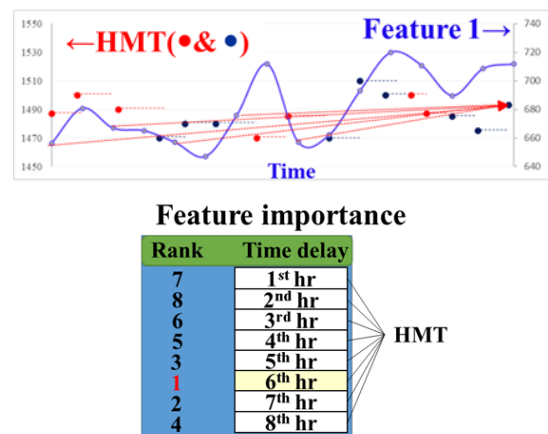 1550
←HMT(●& ●)
Feature 1→
740
1530
720
1510
700
1490
680
1470
660
1450
640
Time
Feature importance
Rank Time delay
7 1st hr
8 2nd hr
6 3rd hr
5 4th hr
3 5th hr
1 6th hr
2 7th hr
4 8th hr
HMT